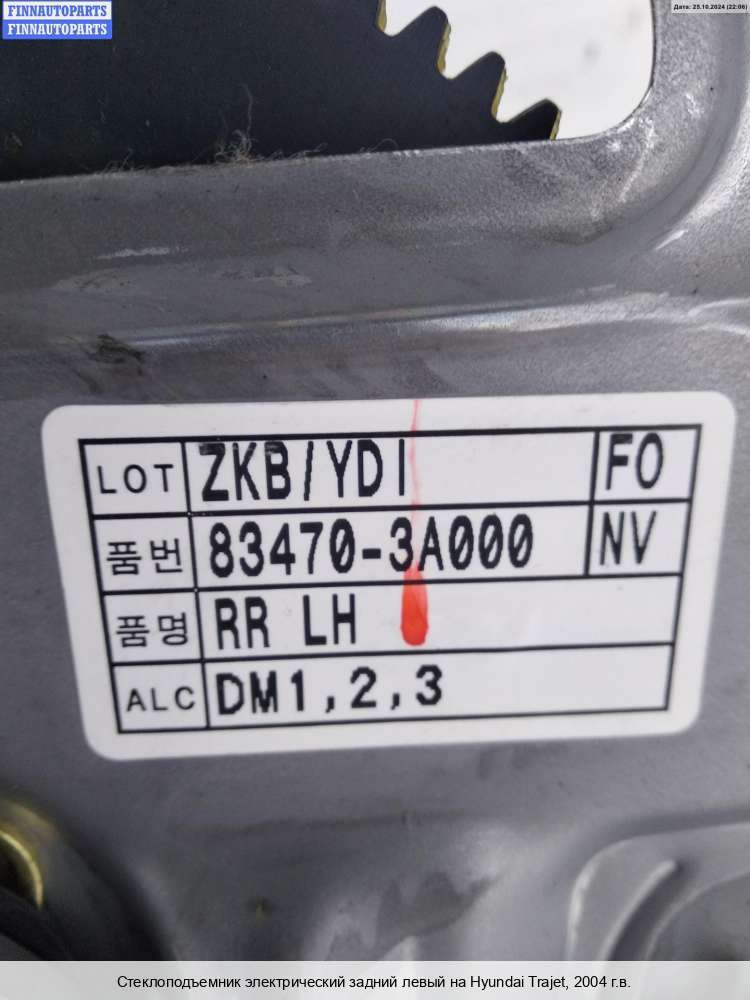 FINNAUTOPARTS
FINNAUTOPARTS
Дата: 25.10.2024 (22:06)
LOT ZKB/YD1 FO
품번 83470-3A000 NV
품명 RR LH
ALC DM1,2,3
Стеклоподъемник электрический задний левый на Hyundai Trajet, 2004 г.в.